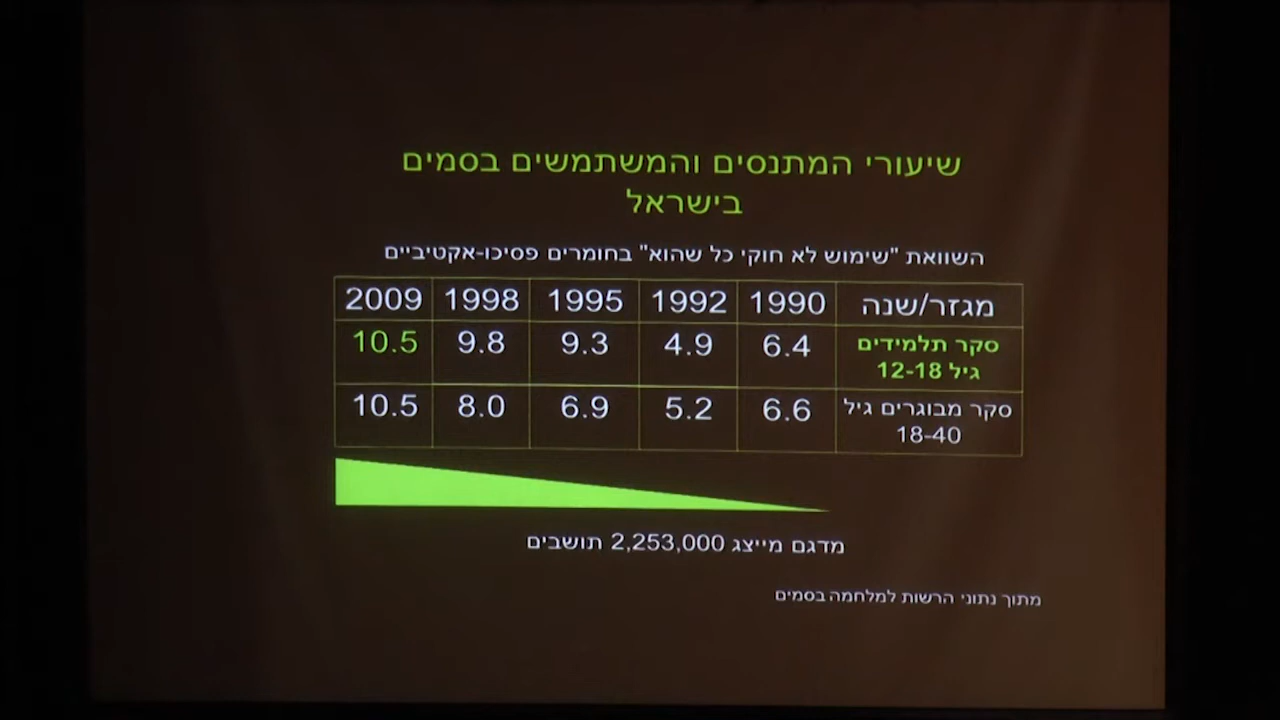 שיעורי המתנסים והמשתמשים בסמים
בישראל
השוואת "שימוש לא חוקי כל שהוא" בחומרים פסיכו-אקטיביים
מגזר/שנה 1990 1992 1995 1998 2009
סקר תלמידים 6.4 4.9 9.3 9.8 10.5
גיל 12-18
סקר מבוגרים גיל 6.6 5.2 6.9 8.0 10.5
18-40
מדגם מייצג 2,253,000 תושבים
מתוך נתוני הרשות למלחמה בסמים